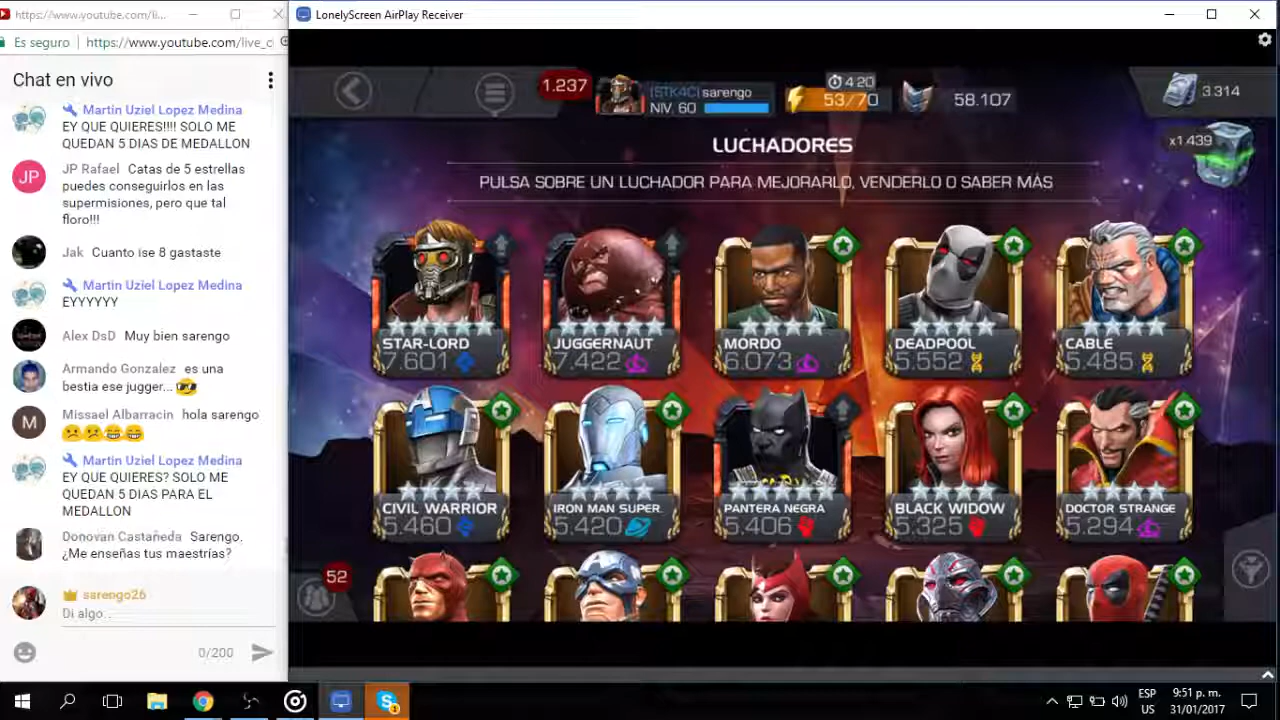 https://www.youtube.com/li...
Es seguro
https://www.youtube.com/live_c
Chat en vivo
Martin Uziel Lopez Medina
EY QUE QUIERES!!!! SOLO ME
QUEDAN 5 DIAS DE MEDALLON
JP
JP Rafael Catas de 5 estrellas
puedes conseguirlos en las
supermisiones, pero que tal
floro!!!
Jak Cuanto ise 8 gastaste
Martin Uziel Lopez Medina
EYYYYYY
Alex DsD Muy bien sarengo
Armando Gonzalez es una
bestia ese jugger...
M
Missael Albarracin hola sarengo
Martin Uziel Lopez Medina
EY QUE QUIERES? SOLO ME
QUEDAN 5 DIAS PARA EL
MEDALLON
Donovan Castañeda Sarengo.
¿Me enseñas tus maestrías?
sarengo26
Di algo...
0/200
LonelyScreen AirPlay Receiver
1.237
[STK4C] sarengo
NIV. 60
4:20
53/70
58.107
3.314
x1.439
LUCHADORES
PULSA SOBRE UN LUCHADOR PARA MEJORARLO, VENDERLO O SABER MÁS
STAR-LORD
7.601
JUGGERNAUT
7.422
MORDO
6.073
DEADPOOL
5.552
CABLE
5.485
CIVIL WARRIOR
5.460
IRON MAN SUPER.
5.420
PANTERA NEGRA
5.406
BLACK WIDOW
5.325
DOCTOR STRANGE
5.294
52
ESP
US
9:51 p. m.
31/01/2017